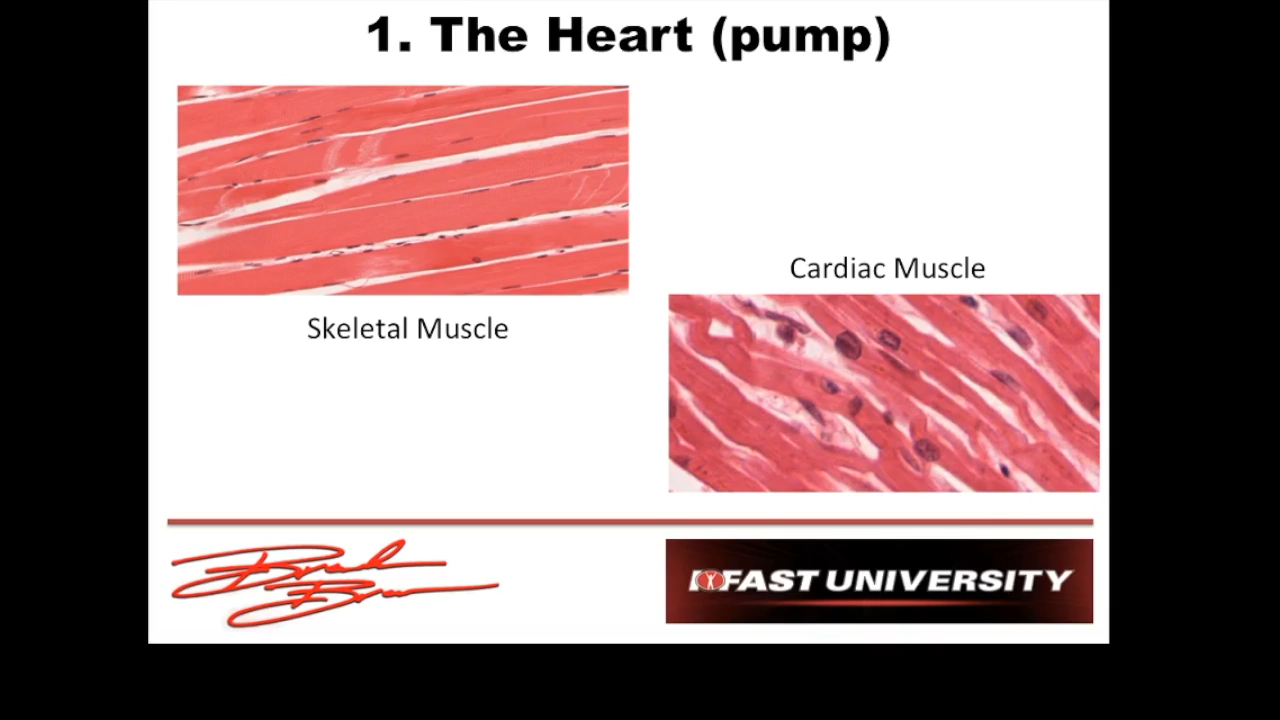 1. The Heart (pump)
Cardiac Muscle
Skeletal Muscle
FAST UNIVERSITY